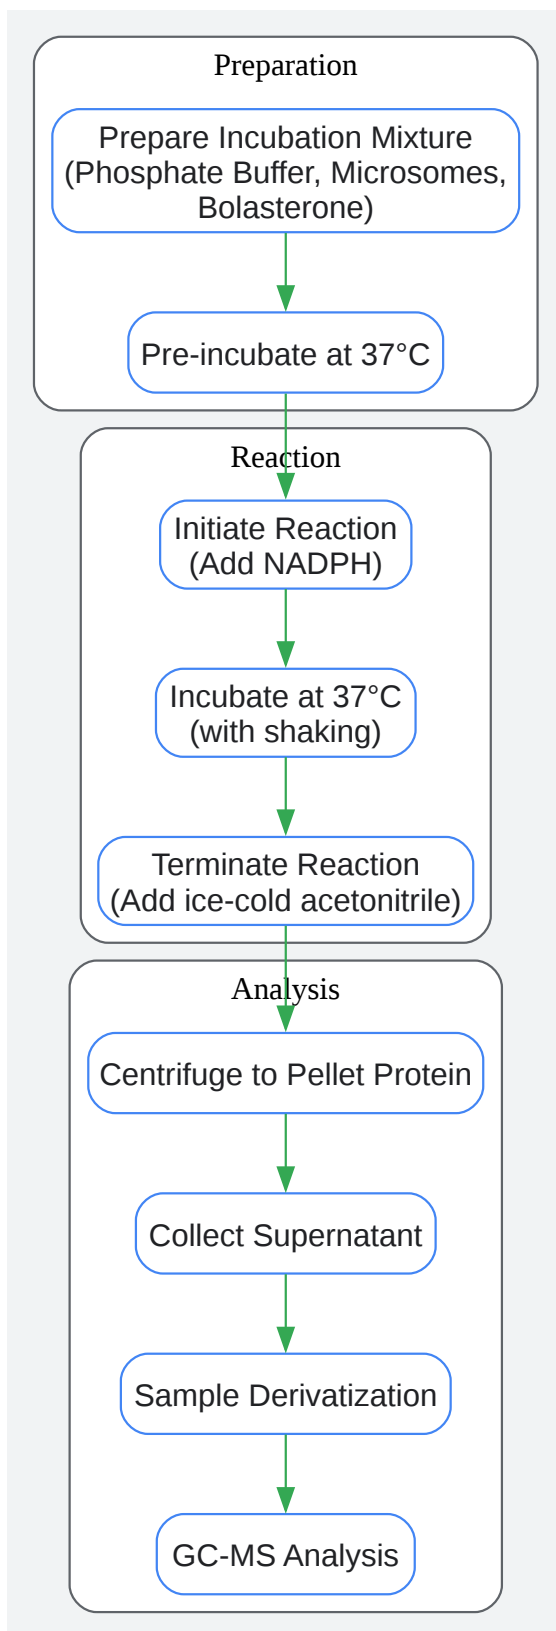 Preparation
Prepare Incubation Mixture
(Phosphate Buffer, Microsomes,
Bolasterone)
Pre-incubate at 37°C
Reaction
Initiate Reaction
(Add NADPH)
Incubate at 37°C
(with shaking)
Terminate Reaction
(Add ice-cold acetonitrile)
Analysis
Centrifuge to Pellet Protein
Collect Supernatant
Sample Derivatization
GC-MS Analysis